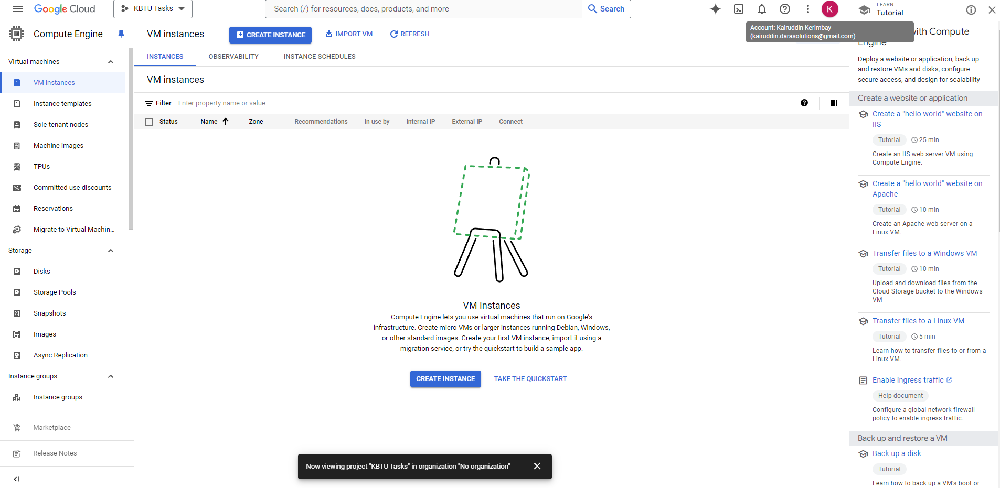 Google Cloud
KBTU Tasks
Search (/) for resources, docs, products, and more
Search
K
LEARN
Tutorial
Account: Kairuddin Kerimbay
(kairuddin.darasolutions@gmail.com)
Compute Engine
VM instances
CREATE INSTANCE
IMPORT VM
REFRESH
INSTANCES
OBSERVABILITY
INSTANCE SCHEDULES
Virtual machines
VM instances
Instance templates
Sole-tenant nodes
Machine images
TPUs
Committed use discounts
Reservations
Migrate to Virtual Machin...
Storage
Disks
Storage Pools
Snapshots
Images
Async Replication
Instance groups
Instance groups
Marketplace
Release Notes
VM instances
Filter
Enter property name or value
Status
Name
Zone
Recommendations
In use by
Internal IP
External IP
Connect
VM Instances
Compute Engine lets you use virtual machines that run on Google's
infrastructure. Create micro-VMs or larger instances running Debian, Windows,
or other standard images. Create your first VM instance, import it using a
migration service, or try the quickstart to build a sample app.
CREATE INSTANCE
TAKE THE QUICKSTART
Now viewing project "KBTU Tasks" in organization "No organization"
with Compute
Engine
Deploy a website or application, back up
and restore VMs and disks, configure
secure access, and design for scalability
Create a website or application
Create a "hello world" website on
IIS
Tutorial
25 min
Create an IIS web server VM using
Compute Engine.
Create a "hello world" website on
Apache
Tutorial
10 min
Create an Apache web server on a
Linux VM.
Transfer files to a Windows VM
Tutorial
10 min
Upload and download files from the
Cloud Storage bucket to the Windows
VM
Transfer files to a Linux VM
Tutorial
5 min
Learn how to transfer files to or from a
Linux VM.
Enable ingress traffic
Help document
Configure a global network firewall
policy to enable ingress traffic.
Back up and restore a VM
Back up a disk
Tutorial
Learn how to back up a VM's boot or